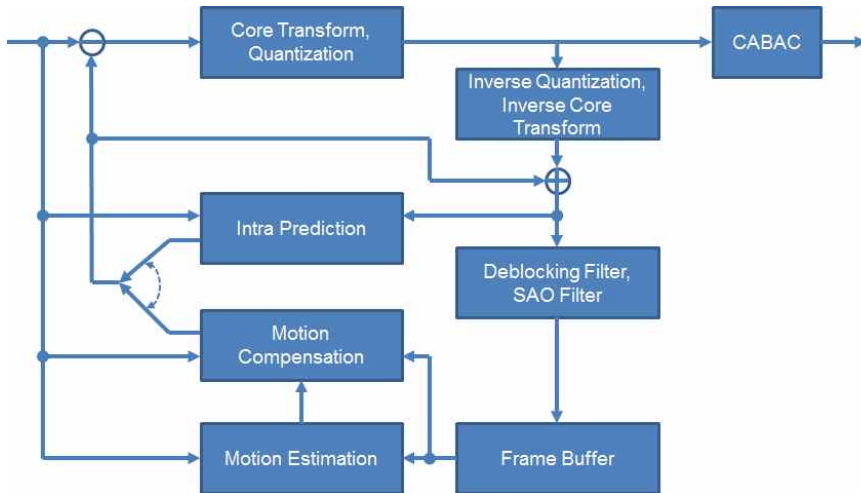 Core Transform,
Quantization
CABAC
Inverse Quantization,
Inverse Core
Transform
Intra Prediction
Deblocking Filter,
SAO Filter
Motion
Compensation
Motion Estimation
Frame Buffer